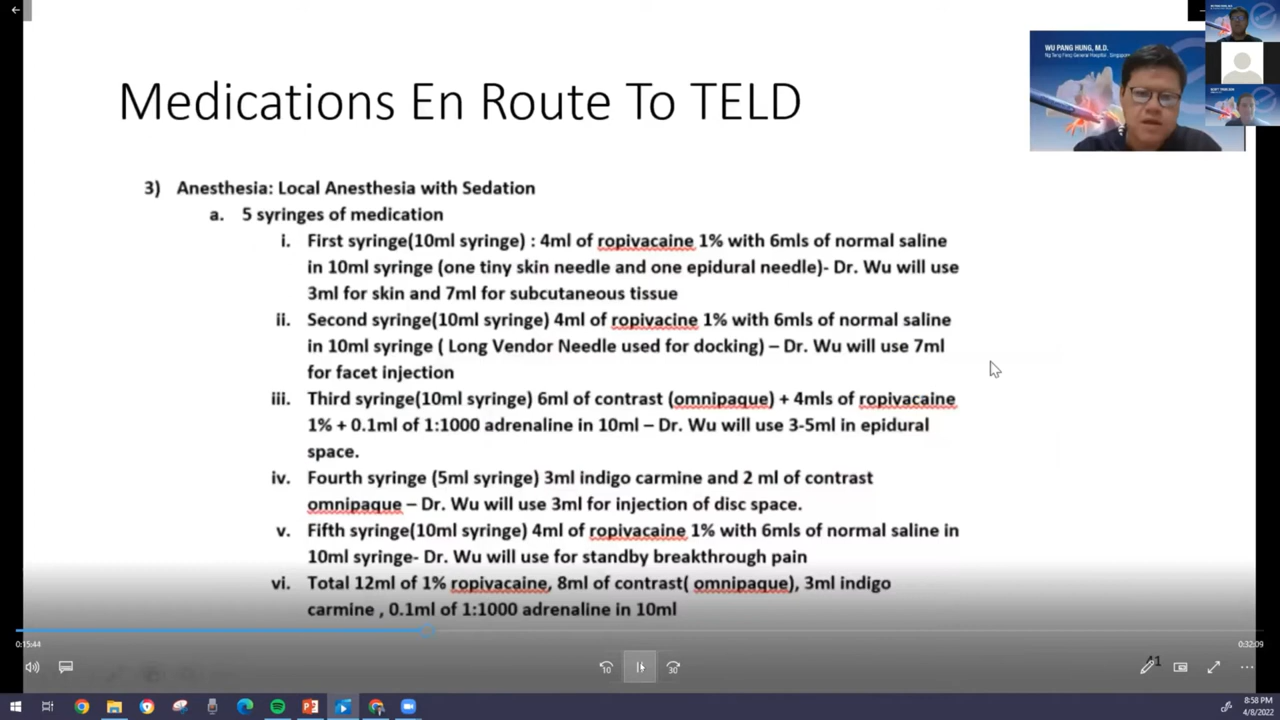 WU PANG HUNG, M.D.
Ng Teng Fong General Hospital, Singapore
Medications En Route To TELD
3) Anesthesia: Local Anesthesia with Sedation
a. 5 syringes of medication
i. First syringe(10ml syringe) : 4ml of ropivacaine 1% with 6mls of normal saline
in 10ml syringe (one tiny skin needle and one epidural needle)- Dr. Wu will use
3ml for skin and 7ml for subcutaneous tissue
ii. Second syringe(10ml syringe) 4ml of ropivacine 1% with 6mls of normal saline
in 10ml syringe ( Long Vendor Needle used for docking) – Dr. Wu will use 7ml
for facet injection
iii. Third syringe(10ml syringe) 6ml of contrast (omnipaque) + 4mls of ropivacaine
1% + 0.1ml of 1:1000 adrenaline in 10ml – Dr. Wu will use 3-5ml in epidural
space.
iv. Fourth syringe (5ml syringe) 3ml indigo carmine and 2 ml of contrast
omnipaque – Dr. Wu will use 3ml for injection of disc space.
v. Fifth syringe(10ml syringe) 4ml of ropivacaine 1% with 6mls of normal saline in
10ml syringe- Dr. Wu will use for standby breakthrough pain
vi. Total 12ml of 1% ropivacaine, 8ml of contrast( omnipaque), 3ml indigo
carmine , 0.1ml of 1:1000 adrenaline in 10ml
0:15:44
0:32:09
10
30
41
8:58 PM
4/8/2022